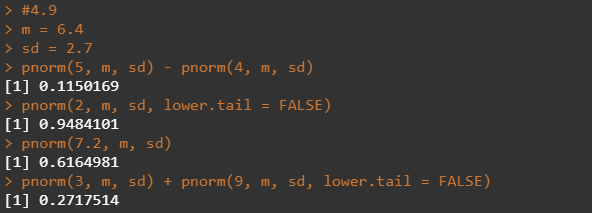 > #4.9
> m = 6.4
> sd = 2.7
> pnorm(5, m, sd) - pnorm(4, m, sd)
[1] 0.1150169
> pnorm(2, m, sd, lower.tail = FALSE)
[1] 0.9484101
> pnorm(7.2, m, sd)
[1] 0.6164981
> pnorm(3, m, sd) + pnorm(9, m, sd, lower.tail = FALSE)
[1] 0.2717514